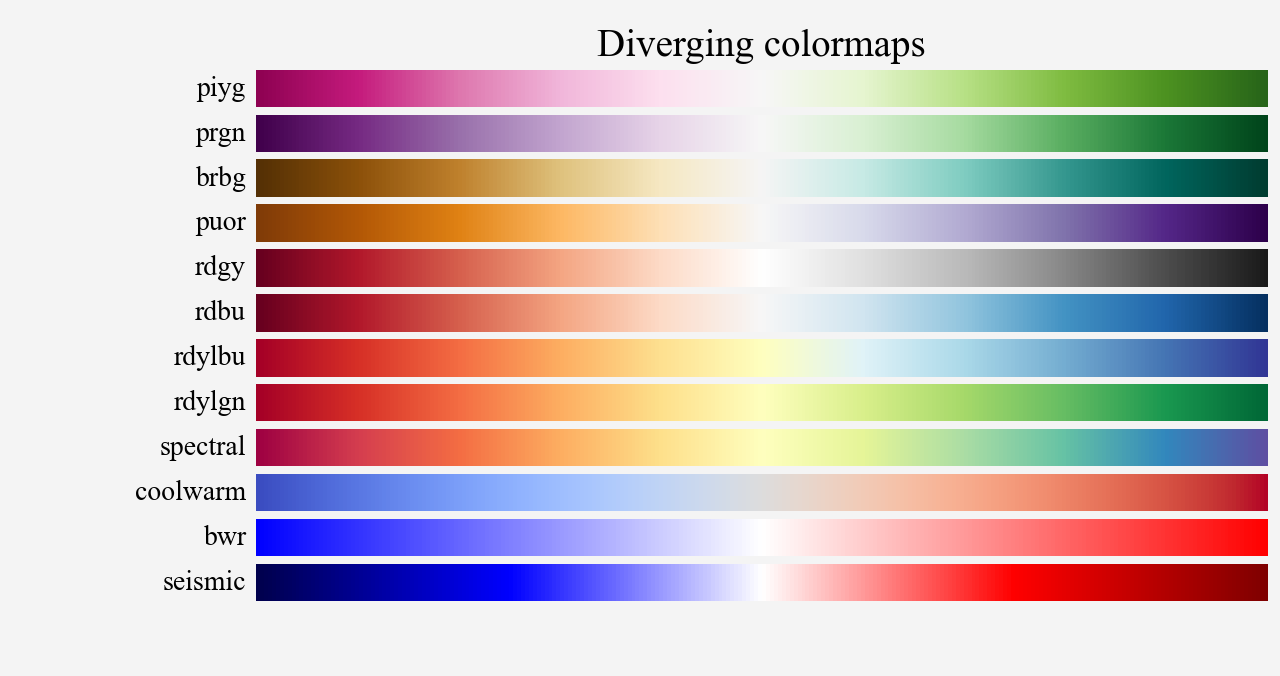 Diverging colormaps
piyg
prgn
brbg
puor
rdgy
rdbu
rdylbu
rdylgn
spectral
coolwarm
bwr
seismic